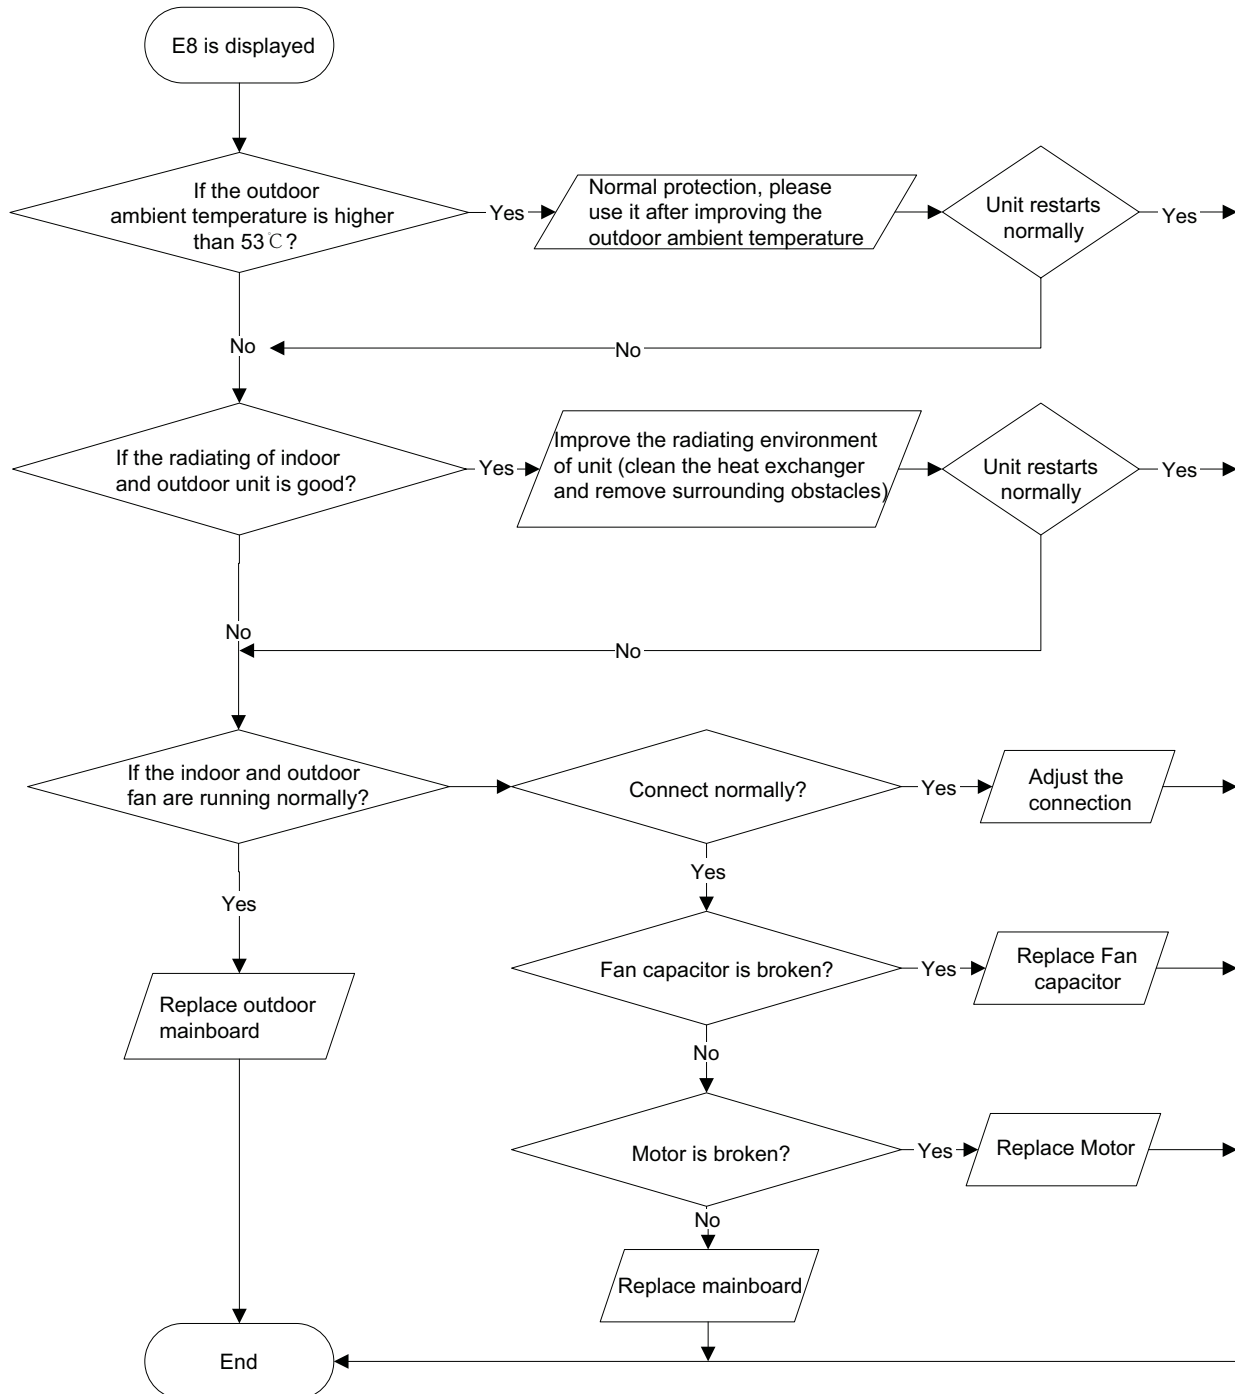 E8 is displayed
If the outdoor
ambient temperature is higher
than 53℃?
Yes
Normal protection, please
use it after improving the
outdoor ambient temperature
Unit restarts
normally
Yes
No
No
If the radiating of indoor
and outdoor unit is good?
Yes
Improve the radiating environment
of unit (clean the heat exchanger
and remove surrounding obstacles)
Unit restarts
normally
Yes
No
No
If the indoor and outdoor
fan are running normally?
Connect normally?
Yes
Adjust the
connection
Yes
Yes
Fan capacitor is broken?
Yes
Replace Fan
capacitor
Replace outdoor
mainboard
No
Motor is broken?
Yes
Replace Motor
No
Replace mainboard
End